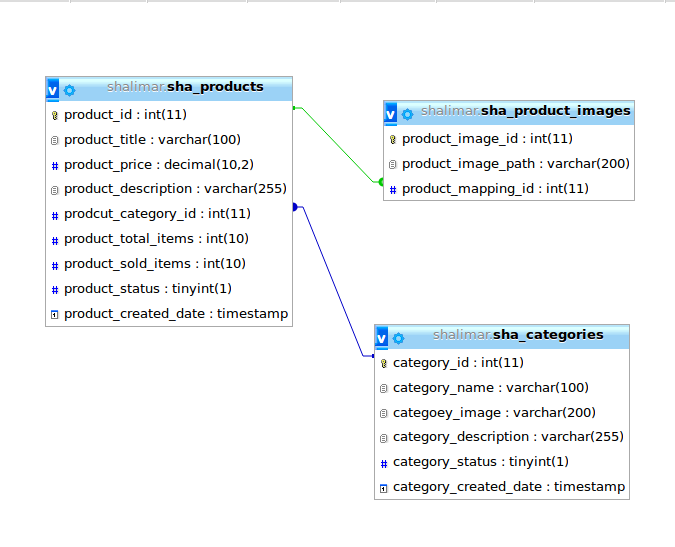 v shalimar.sha_products
product_id : int(11)
product_title : varchar(100)
# product_price : decimal(10,2)
product_description : varchar(255)
# prodcut_category_id : int(11)
# product_total_items : int(10)
# product_sold_items : int(10)
# product_status : tinyint(1)
product_created_date : timestamp
v shalimar.sha_product_images
product_image_id : int(11)
product_image_path : varchar(200)
# product_mapping_id : int(11)
v shalimar.sha_categories
category_id : int(11)
category_name : varchar(100)
categoey_image : varchar(200)
category_description : varchar(255)
# category_status : tinyint(1)
category_created_date : timestamp